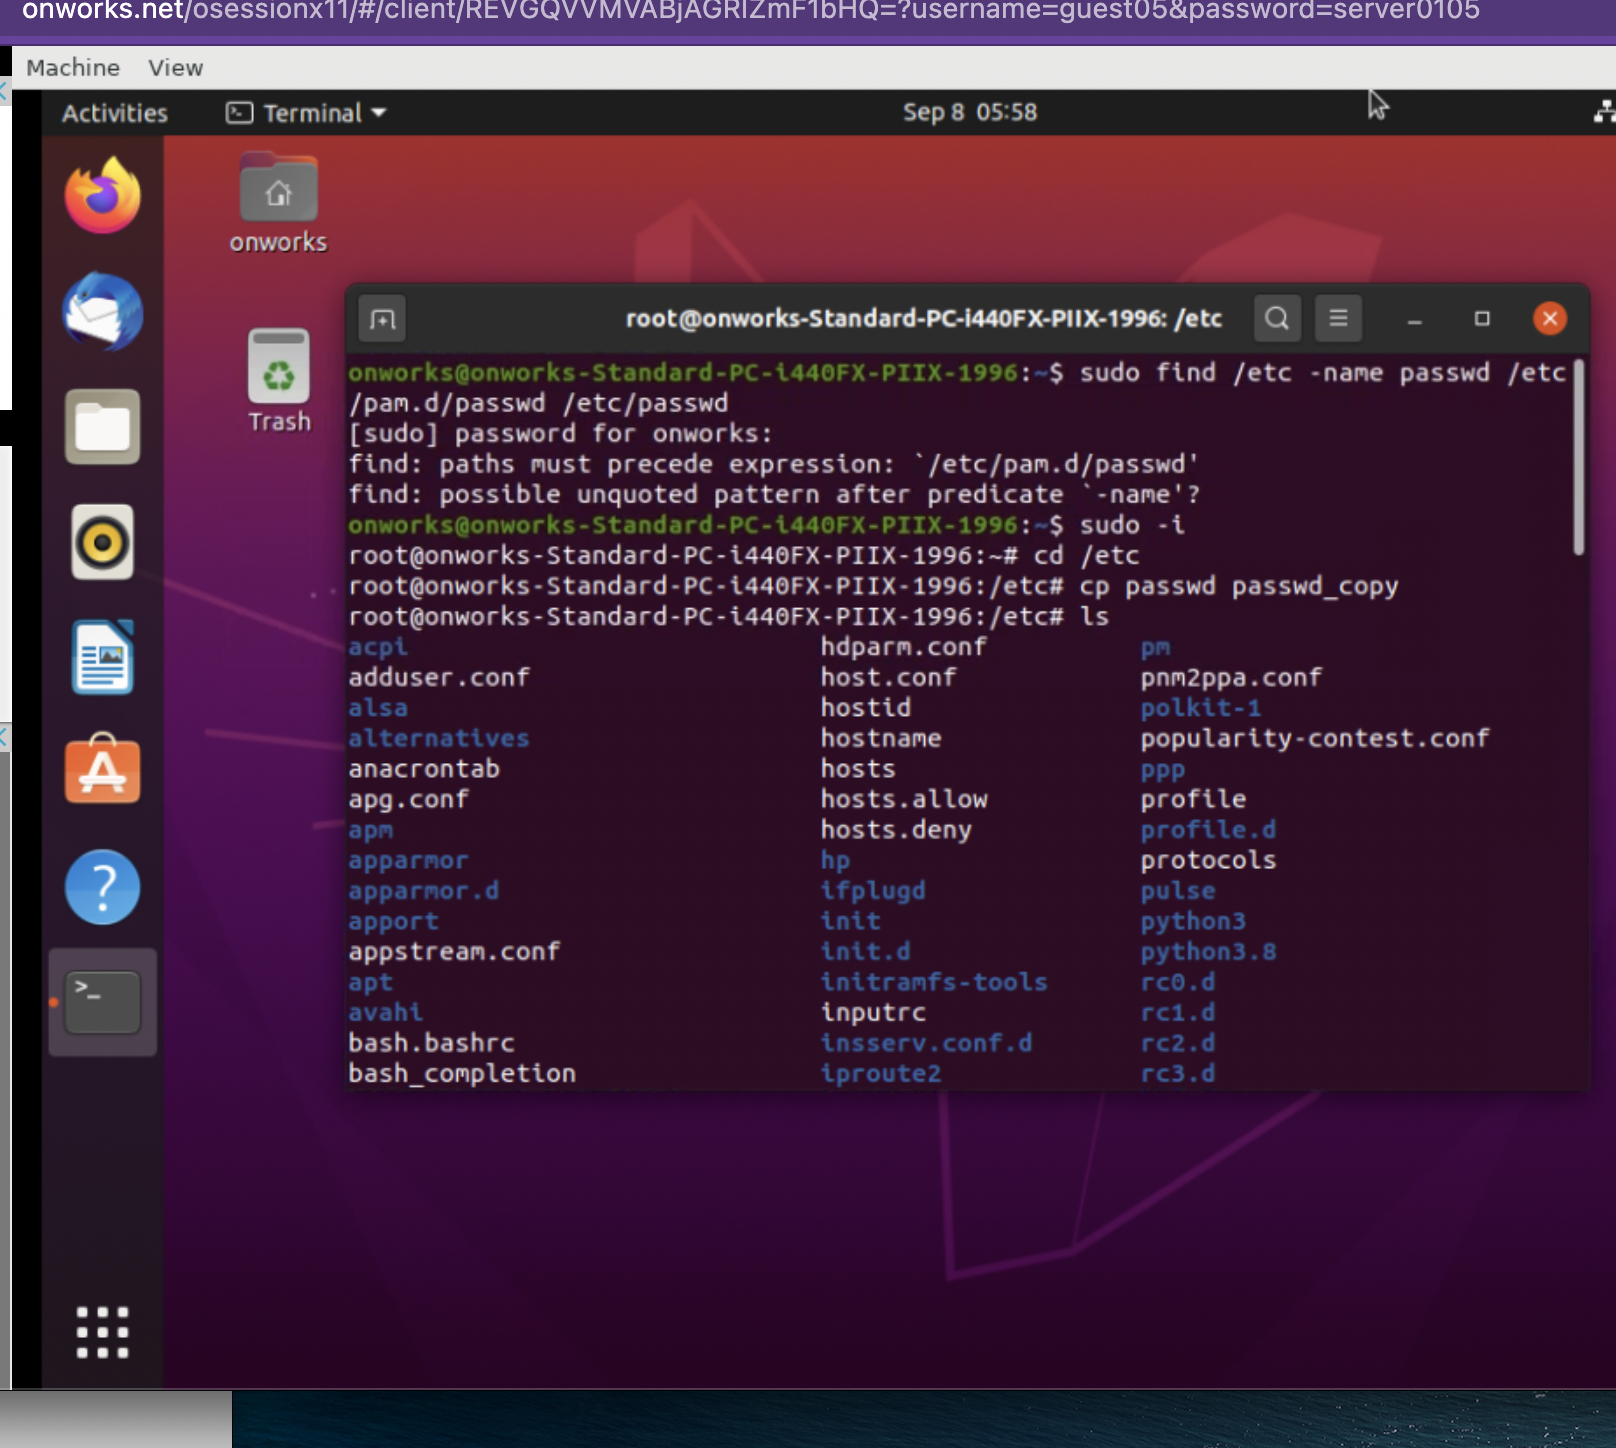 onworks.net/osessionx11/#/client/REVGQVVMVABjAGRIZmF1bHQ=?username=guest05&password=server0105
Machine View
Activities Terminal Sep 8 05:58
onworks
Trash
root@onworks-Standard-PC-i440FX-PIIX-1996: /etc
onworks@onworks-Standard-PC-i440FX-PIIX-1996:~$ sudo find /etc -name passwd /etc
/pam.d/passwd /etc/passwd
[sudo] password for onworks:
find: paths must precede expression: `/etc/pam.d/passwd'
find: possible unquoted pattern after predicate `-name'?
onworks@onworks-Standard-PC-i440FX-PIIX-1996:~$ sudo -i
root@onworks-Standard-PC-i440FX-PIIX-1996:~# cd /etc
root@onworks-Standard-PC-i440FX-PIIX-1996:/etc# cp passwd passwd_copy
root@onworks-Standard-PC-i440FX-PIIX-1996:/etc# ls
acpi hdparm.conf pm
adduser.conf host.conf pnm2ppa.conf
alsa hostid polkit-1
alternatives hostname popularity-contest.conf
anacrontab hosts ppp
apg.conf hosts.allow profile
apm hosts.deny profile.d
apparmor hp protocols
apparmor.d ifplugd pulse
apport init python3
appstream.conf init.d python3.8
apt initramfs-tools rc0.d
avahi inputrc rc1.d
bash.bashrc insserv.conf.d rc2.d
bash_completion iproute2 rc3.d